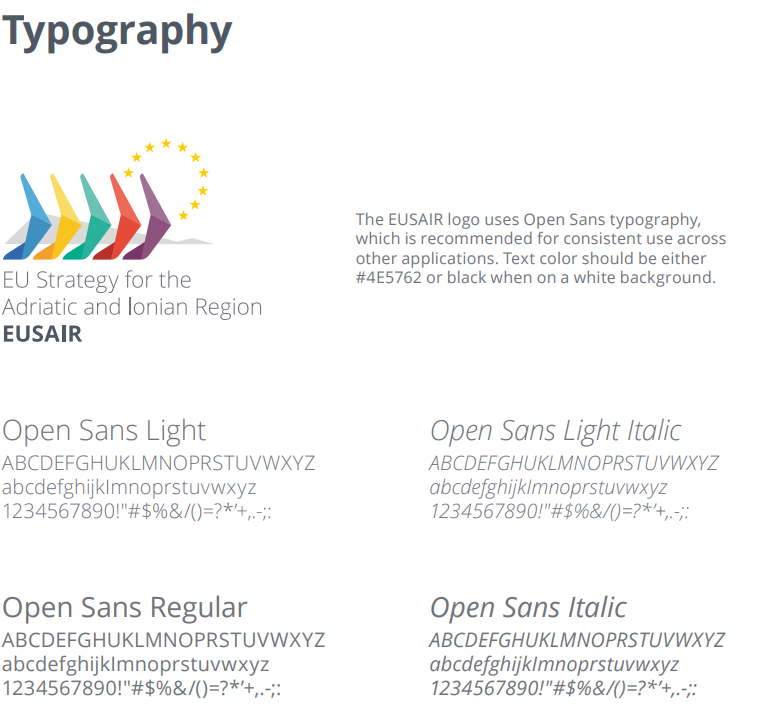 Typography
EU Strategy for the
Adriatic and Ionian Region
EUSAIR
The EUSAIR logo uses Open Sans typography,
which is recommended for consistent use across
other applications. Text color should be either
#4E5762 or black when on a white background.
Open Sans Light
ABCDEFGHUKLMNOPRSTUVWXYZ
abcdefghijklmnoprstuvwxyz
1234567890!"#$%&/()=?*'+,.-;:
Open Sans Light Italic
ABCDEFGHUKLMNOPRSTUVWXYZ
abcdefghijklmnoprstuvwxyz
1234567890!"#$%&/()=?*'+,.-;:
Open Sans Regular
ABCDEFGHUKLMNOPRSTUVWXYZ
abcdefghijklmnoprstuvwxyz
1234567890!"#$%&/()=?*'+,.-;:
Open Sans Italic
ABCDEFGHUKLMNOPRSTUVWXYZ
abcdefghijklmnoprstuvwxyz
1234567890!"#$%&/()=?*'+,.-;: